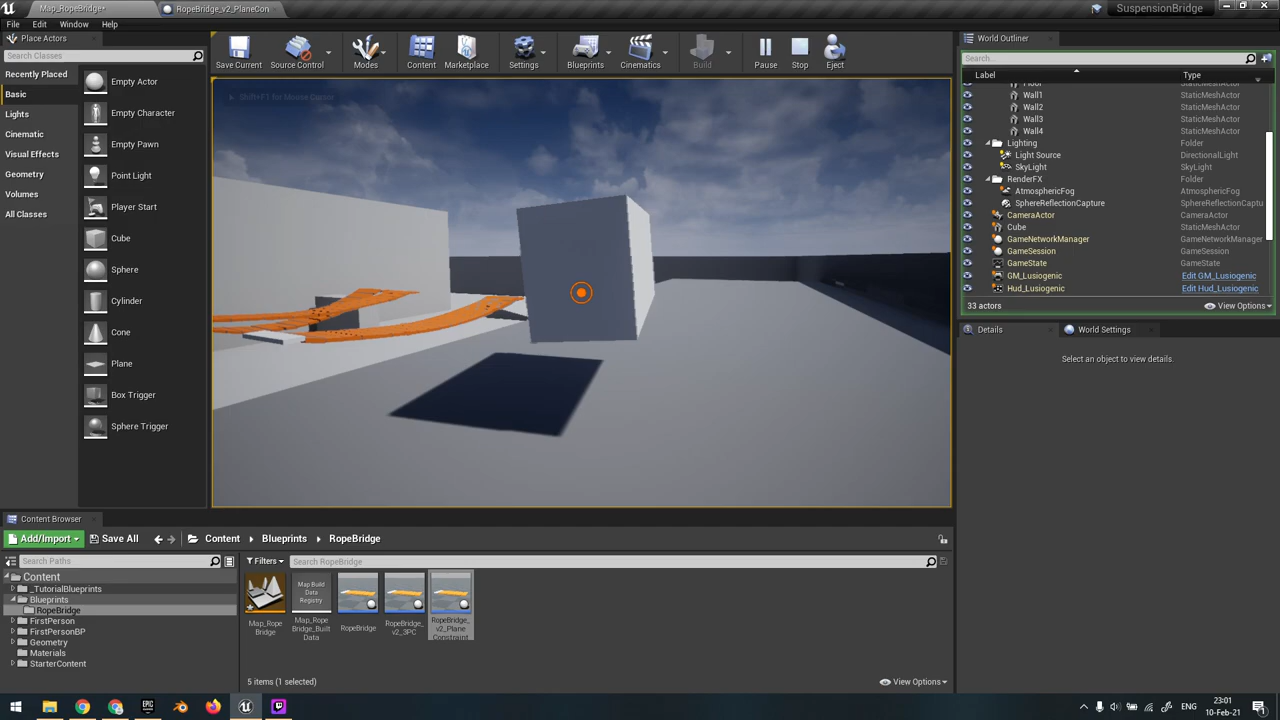 Map_RopeBridge*
RopeBridge_v2_PlaneCon
SuspensionBridge
File Edit Window Help
Place Actors
Search Classes
Recently Placed
Basic
Lights
Cinematic
Visual Effects
Geometry
Volumes
All Classes
Empty Actor
Empty Character
Empty Pawn
Point Light
Player Start
Cube
Sphere
Cylinder
Cone
Plane
Box Trigger
Sphere Trigger
Save Current
Source Control
Modes
Content
Marketplace
Settings
Blueprints
Cinematics
Build
Pause
Stop
Eject
Shift+F1 for Mouse Cursor
World Outliner
Search...
Label Type
Floor StaticMeshActor
Wall1 StaticMeshActor
Wall2 StaticMeshActor
Wall3 StaticMeshActor
Wall4 StaticMeshActor
Lighting Folder
Light Source DirectionalLight
SkyLight SkyLight
RenderFX Folder
AtmosphericFog AtmosphericFog
SphereReflectionCapture SphereReflectionCaptu
CameraActor CameraActor
Cube StaticMeshActor
GameNetworkManager GameNetworkManager
GameSession GameSession
GameState GameState
GM_Lusiogenic Edit GM_Lusiogenic
Hud_Lusiogenic Edit Hud_Lusiogenic
33 actors
View Options
Details
World Settings
Select an object to view details.
Content Browser
Add/Import
Save All
Content
Blueprints
RopeBridge
Search Paths
Filters
Search RopeBridge
Content
_TutorialBlueprints
Blueprints
RopeBridge
FirstPerson
FirstPersonBP
Geometry
Materials
StarterContent
Map Build
Data
Registry
Map_Rope
Bridge
Map_Rope
Bridge_Built
Data
RopeBridge
RopeBridge_
v2_3PC
RopeBridge_
v2_Plane
Constraint
5 items (1 selected)
View Options
EPIC
23:01
10-Feb-21